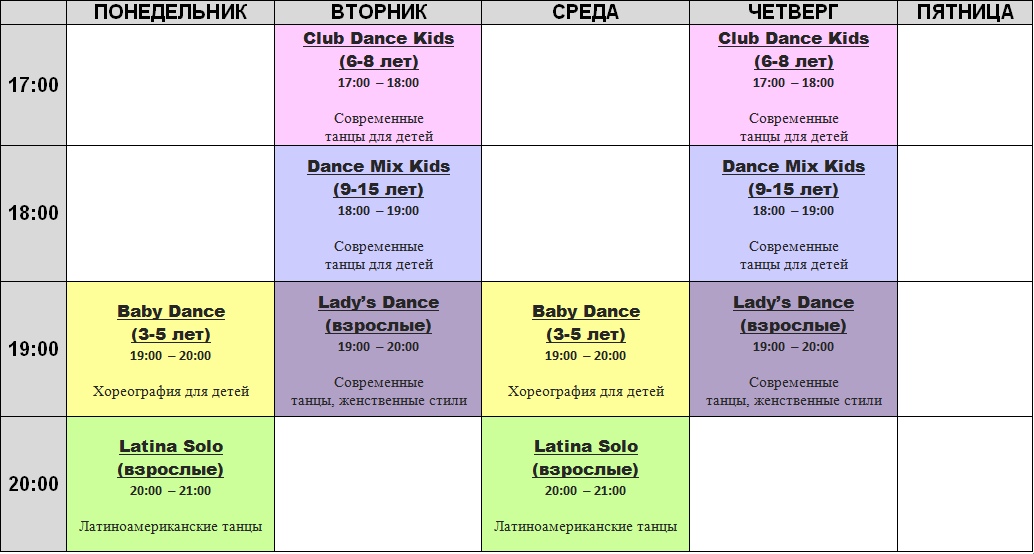 ПОНЕДЕЛЬНИК ВТОРНИК СРЕДА ЧЕТВЕРГ ПЯТНИЦА
17:00
Club Dance Kids
(6-8 лет)
17:00 – 18:00
Современные
танцы для детей
Club Dance Kids
(6-8 лет)
17:00 – 18:00
Современные
танцы для детей
18:00
Dance Mix Kids
(9-15 лет)
18:00 – 19:00
Современные
танцы для детей
Dance Mix Kids
(9-15 лет)
18:00 – 19:00
Современные
танцы для детей
19:00
Baby Dance
(3-5 лет)
19:00 – 20:00
Хореография для детей
Lady’s Dance
(взрослые)
19:00 – 20:00
Современные
танцы, женственные стили
Baby Dance
(3-5 лет)
19:00 – 20:00
Хореография для детей
Lady’s Dance
(взрослые)
19:00 – 20:00
Современные
танцы, женственные стили
20:00
Latina Solo
(взрослые)
20:00 – 21:00
Латиноамериканские танцы
Latina Solo
(взрослые)
20:00 – 21:00
Латиноамериканские танцы